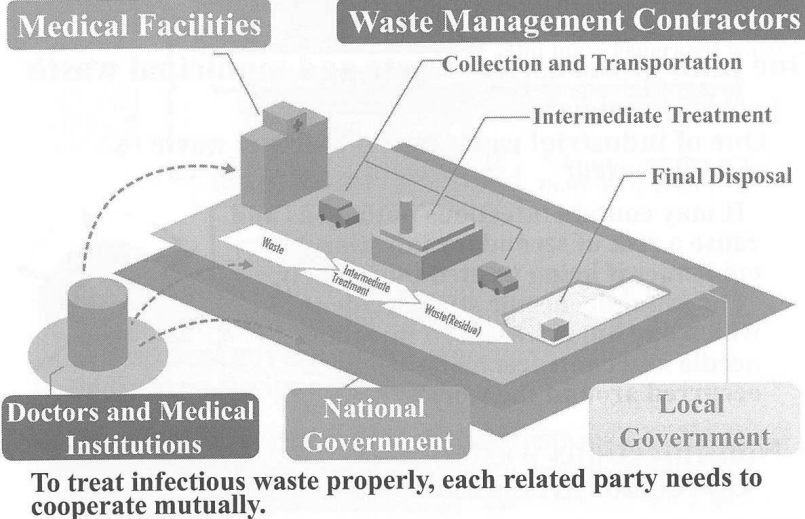 Medical Facilities
Waste Management Contractors
Collection and Transportation
Intermediate Treatment
Final Disposal
Waste
Intermediate
Treatment
Waste(Residue)
Doctors and Medical
Institutions
National
Government
Local
Government
To treat infectious waste properly, each related party needs to
cooperate mutually.